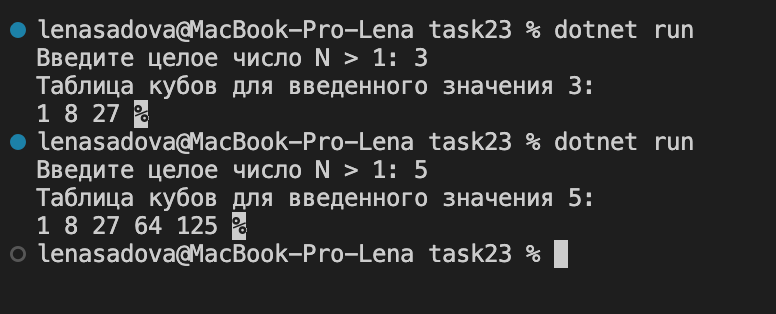 lenasadova@MacBook-Pro-Lena task23 % dotnet run
Введите целое число N > 1: 3
Таблица кубов для введенного значения 3:
1 8 27 %
lenasadova@MacBook-Pro-Lena task23 % dotnet run
Введите целое число N > 1: 5
Таблица кубов для введенного значения 5:
1 8 27 64 125 %
lenasadova@MacBook-Pro-Lena task23 %